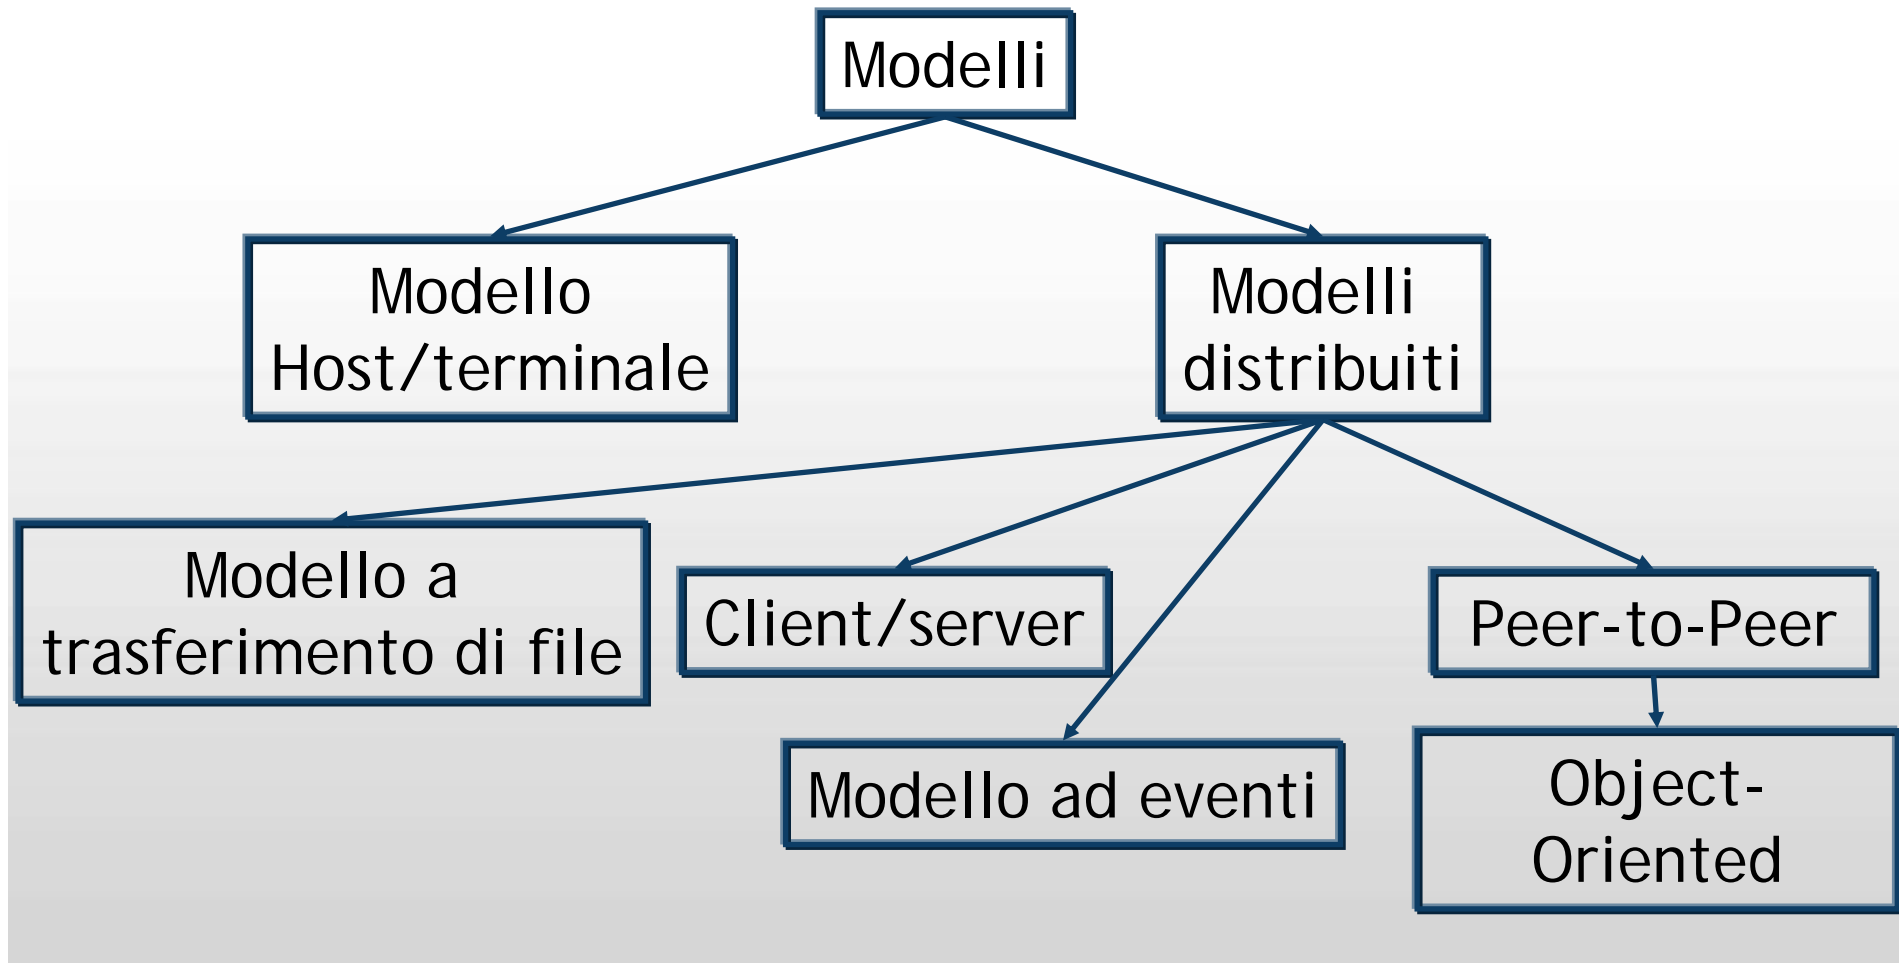 Modelli
Modello
Host/terminale
Modelli
distribuiti
Modello a
trasferimento di file
Client/server
Peer-to-Peer
Modello ad eventi
Object-
Oriented